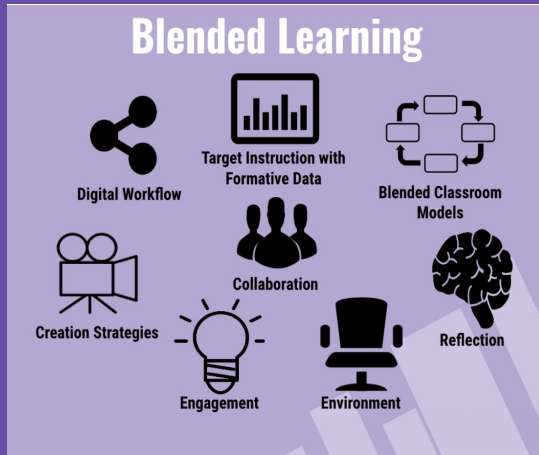 Blended Learning
Digital Workflow
Target Instruction with
Formative Data
Blended Classroom
Models
Collaboration
Creation Strategies
Reflection
Engagement
Environment